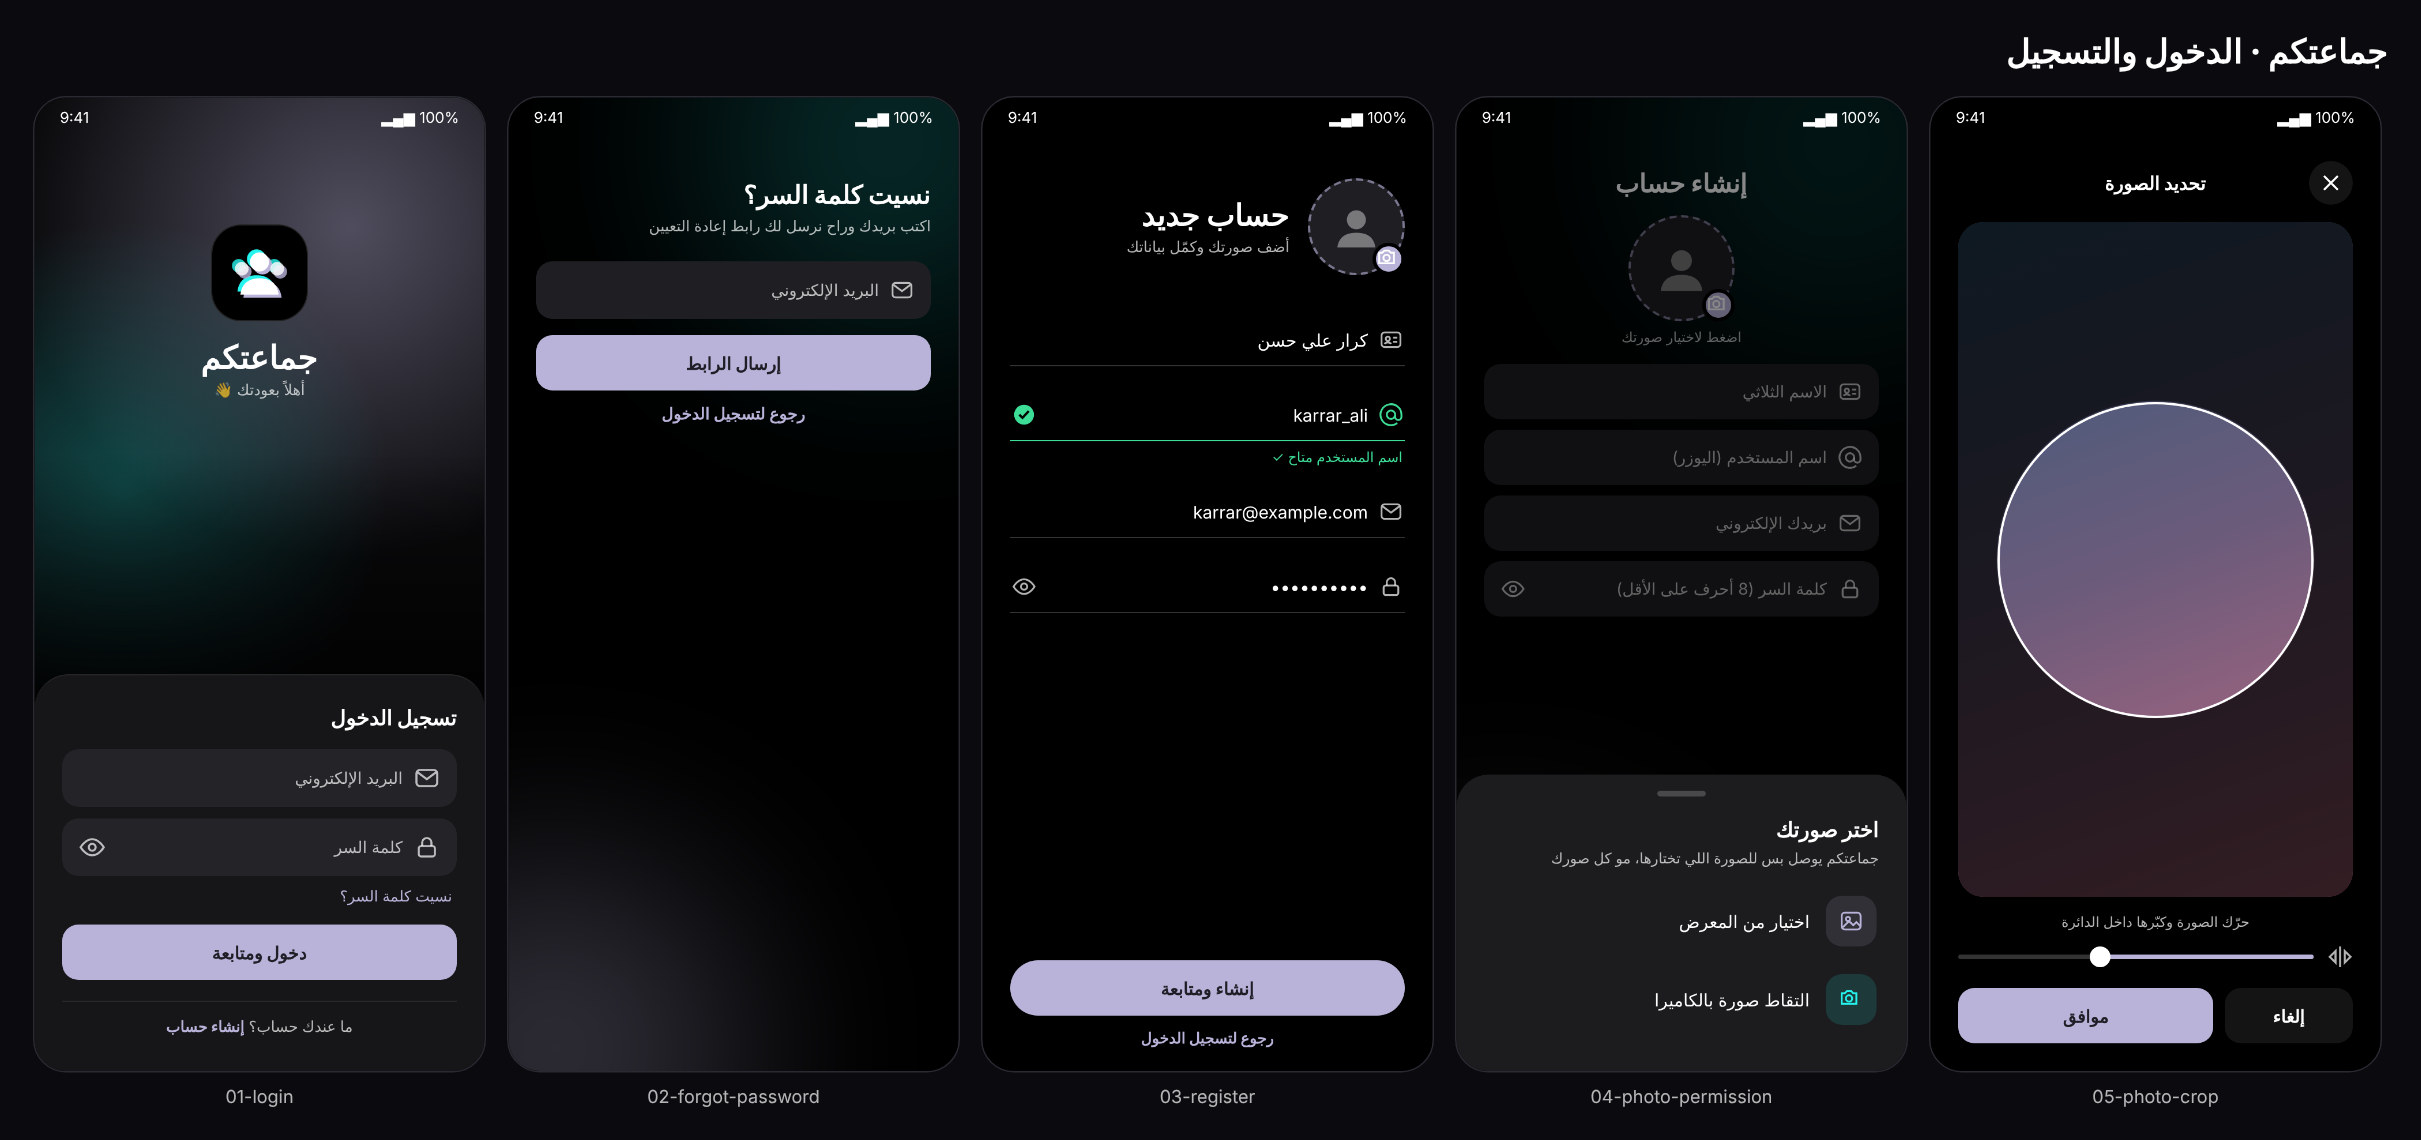 جماعتكم · الدخول والتسجيل
9:41
100%
جماعتكم
أهلاً بعودتك 👋
تسجيل الدخول
البريد الإلكتروني
كلمة السر
نسيت كلمة السر؟
دخول ومتابعة
ما عندك حساب؟ إنشاء حساب
01-login
9:41
100%
نسيت كلمة السر؟
اكتب بريدك وراح نرسل لك رابط إعادة التعيين
البريد الإلكتروني
إرسال الرابط
رجوع لتسجيل الدخول
02-forgot-password
9:41
100%
حساب جديد
أضف صورتك وكمّل بياناتك
كرار علي حسن
karrar_ali
اسم المستخدم متاح ✓
karrar@example.com
••••••••••
إنشاء ومتابعة
رجوع لتسجيل الدخول
03-register
9:41
100%
إنشاء حساب
اضغط لاختيار صورتك
الاسم الثلاثي
اسم المستخدم (اليوزر)
بريدك الإلكتروني
كلمة السر (8 أحرف على الأقل)
اختر صورتك
جماعتكم يوصل بس للصورة اللي تختارها، مو كل صورك
اختيار من المعرض
التقاط صورة بالكاميرا
04-photo-permission
9:41
100%
تحديد الصورة
حرّك الصورة وكبّرها داخل الدائرة
إلغاء
موافق
05-photo-crop